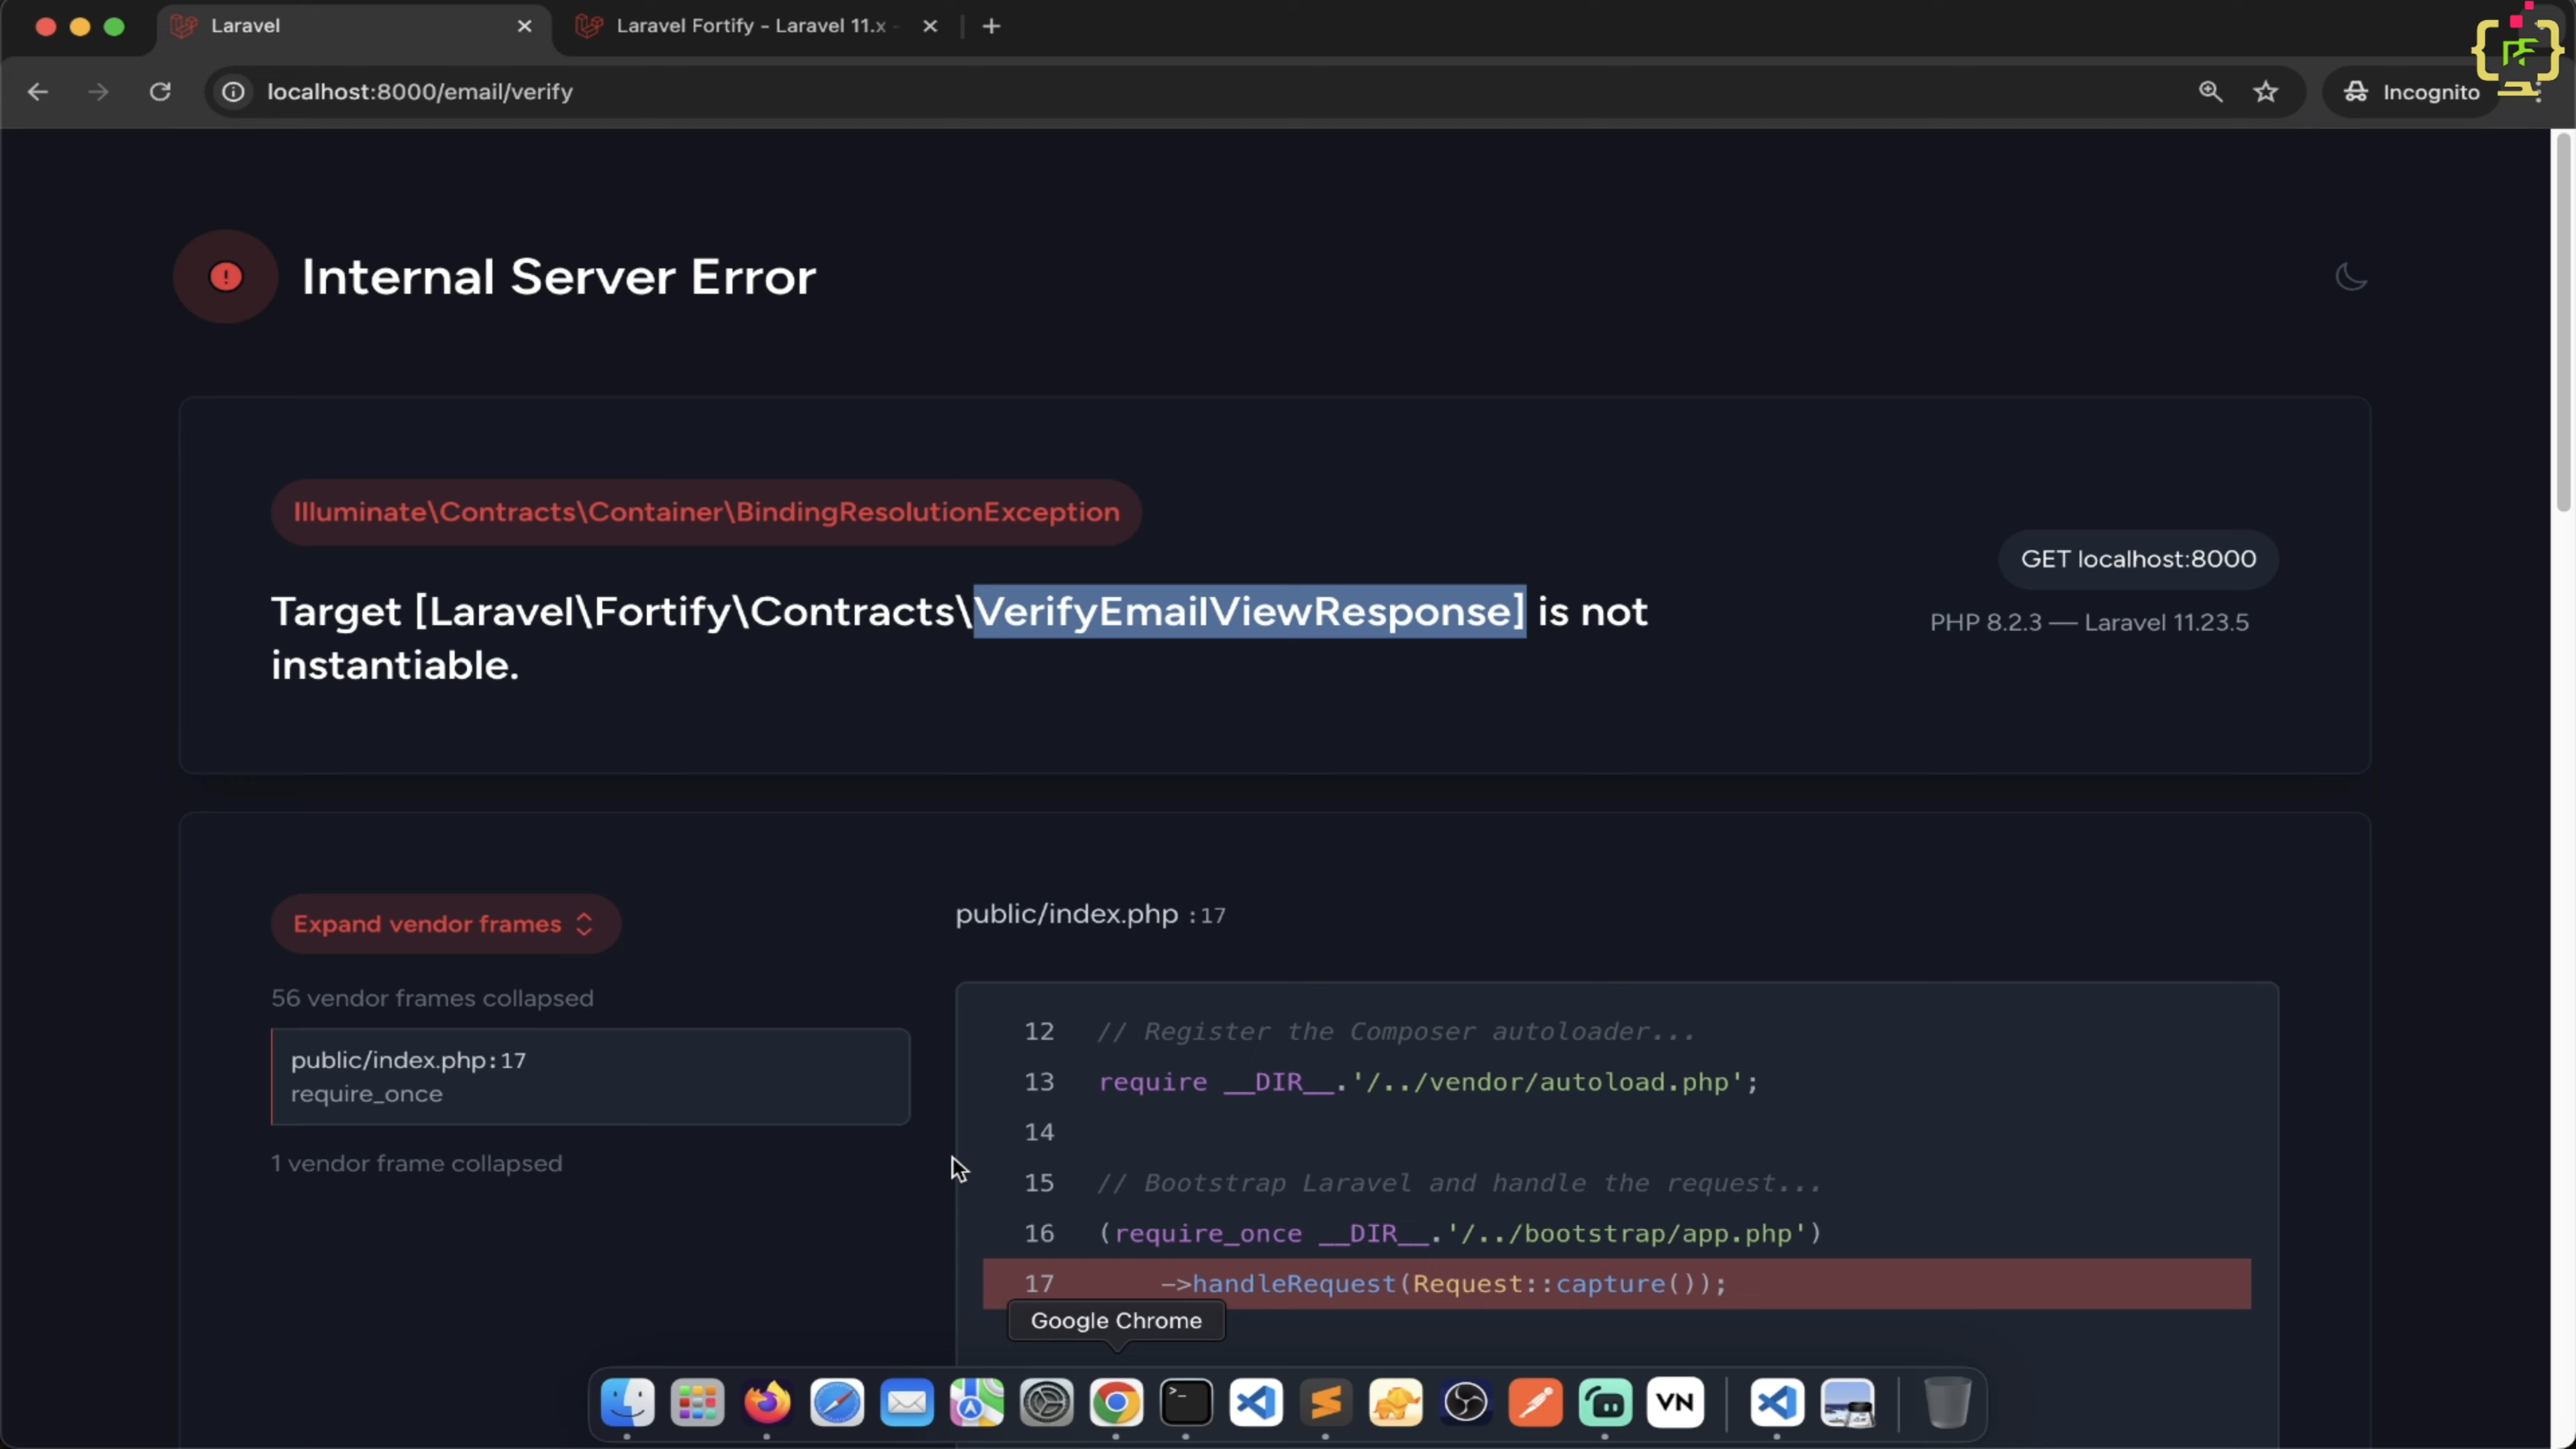 Laravel
Laravel Fortify - Laravel 11.x -
localhost:8000/email/verify
Incognito
Internal Server Error
Illuminate\Contracts\Container\BindingResolutionException
Target [Laravel\Fortify\Contracts\VerifyEmailViewResponse] is not
instantiable.
GET localhost:8000
PHP 8.2.3 — Laravel 11.23.5
Expand vendor frames
56 vendor frames collapsed
public/index.php:17
require_once
1 vendor frame collapsed
public/index.php :17
12 // Register the Composer autoloader...
13 require __DIR__.'/../vendor/autoload.php';
14
15 // Bootstrap Laravel and handle the request...
16 (require_once __DIR__.'/../bootstrap/app.php')
17 ->handleRequest(Request::capture());
Google Chrome
VN